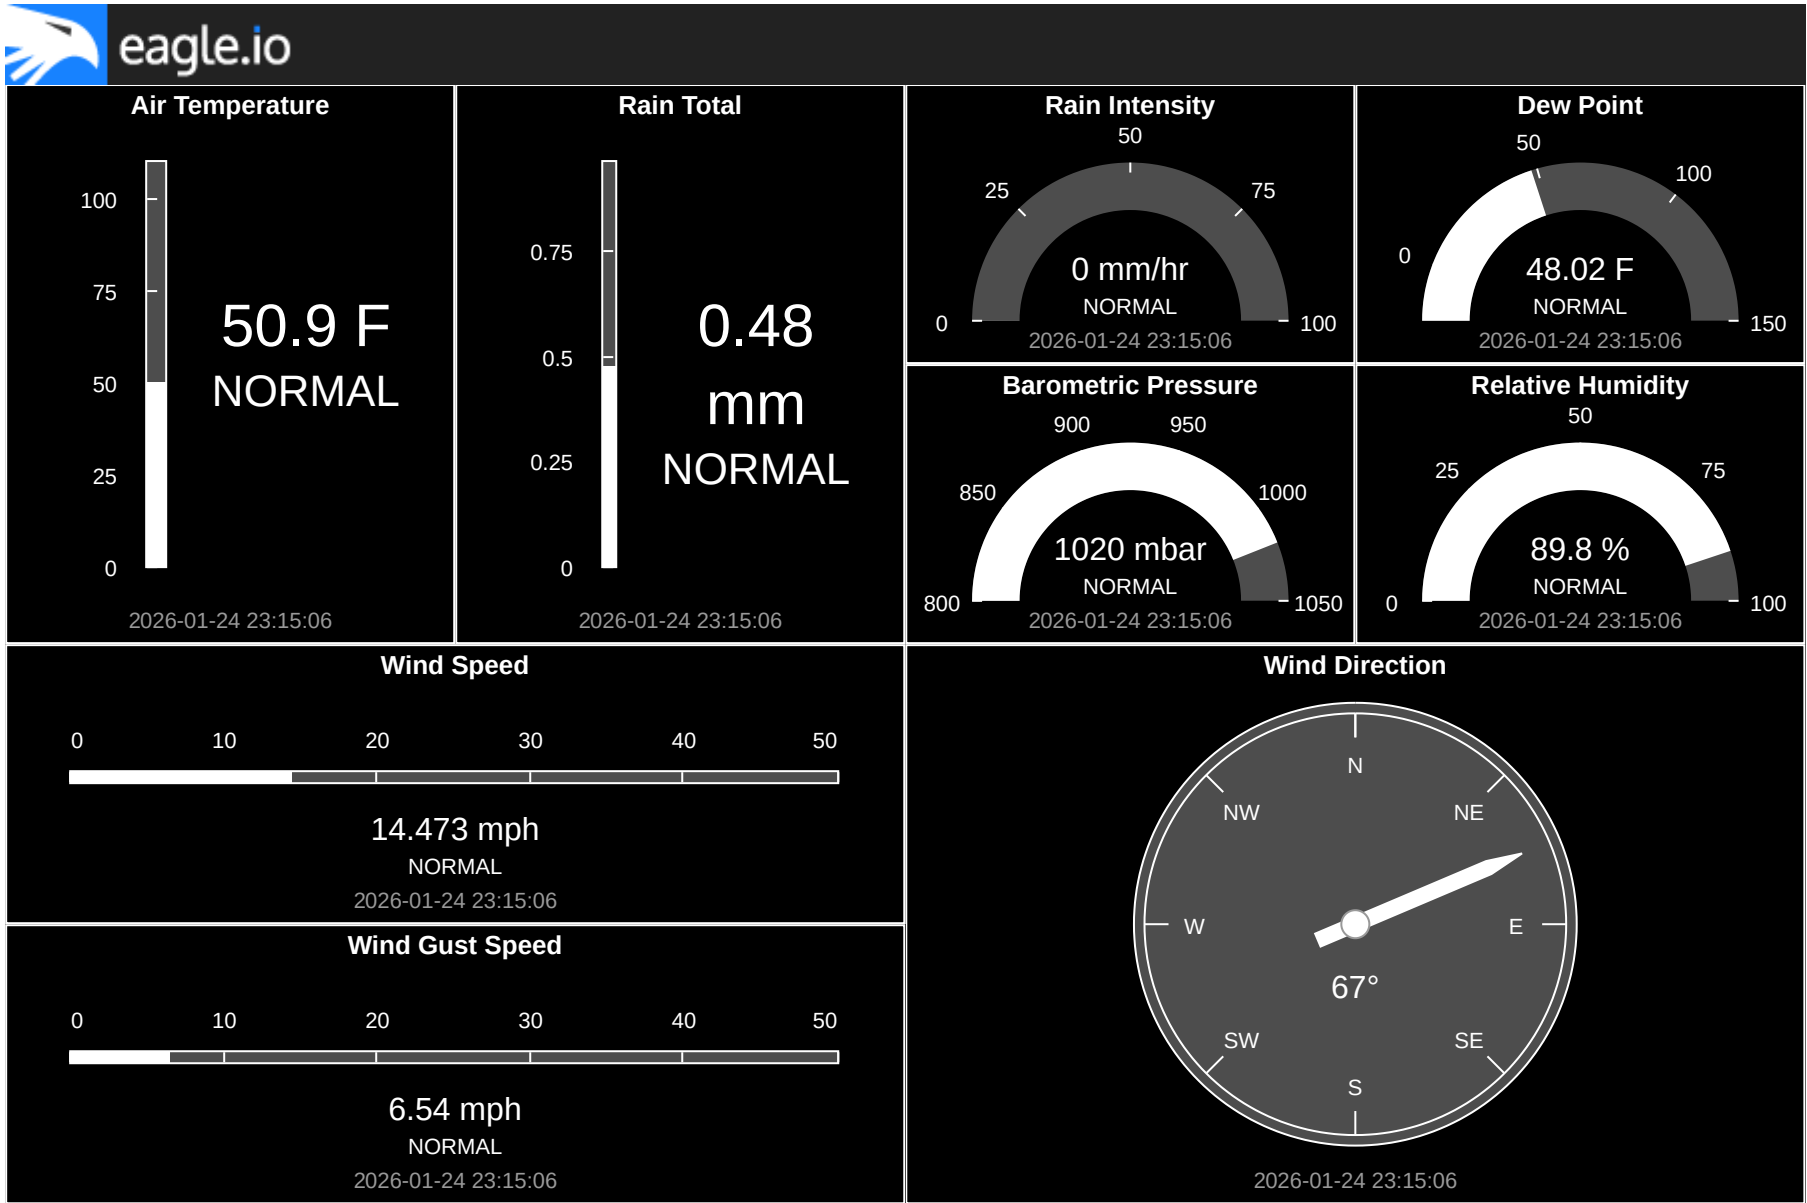 eagle.io
Air Temperature
100
75
50
25
0
50.9 F
NORMAL
2026-01-24 23:15:06
Rain Total
0.75
0.5
0.25
0
0.48
mm
NORMAL
2026-01-24 23:15:06
Rain Intensity
50
25
75
0
100
0 mm/hr
NORMAL
2026-01-24 23:15:06
Dew Point
50
100
0
150
48.02 F
NORMAL
2026-01-24 23:15:06
Barometric Pressure
900
950
850
1000
800
1050
1020 mbar
NORMAL
2026-01-24 23:15:06
Relative Humidity
50
25
75
0
100
89.8 %
NORMAL
2026-01-24 23:15:06
Wind Speed
0 10 20 30 40 50
14.473 mph
NORMAL
2026-01-24 23:15:06
Wind Gust Speed
0 10 20 30 40 50
6.54 mph
NORMAL
2026-01-24 23:15:06
Wind Direction
N
NW NE
W E
67°
SW SE
S
2026-01-24 23:15:06